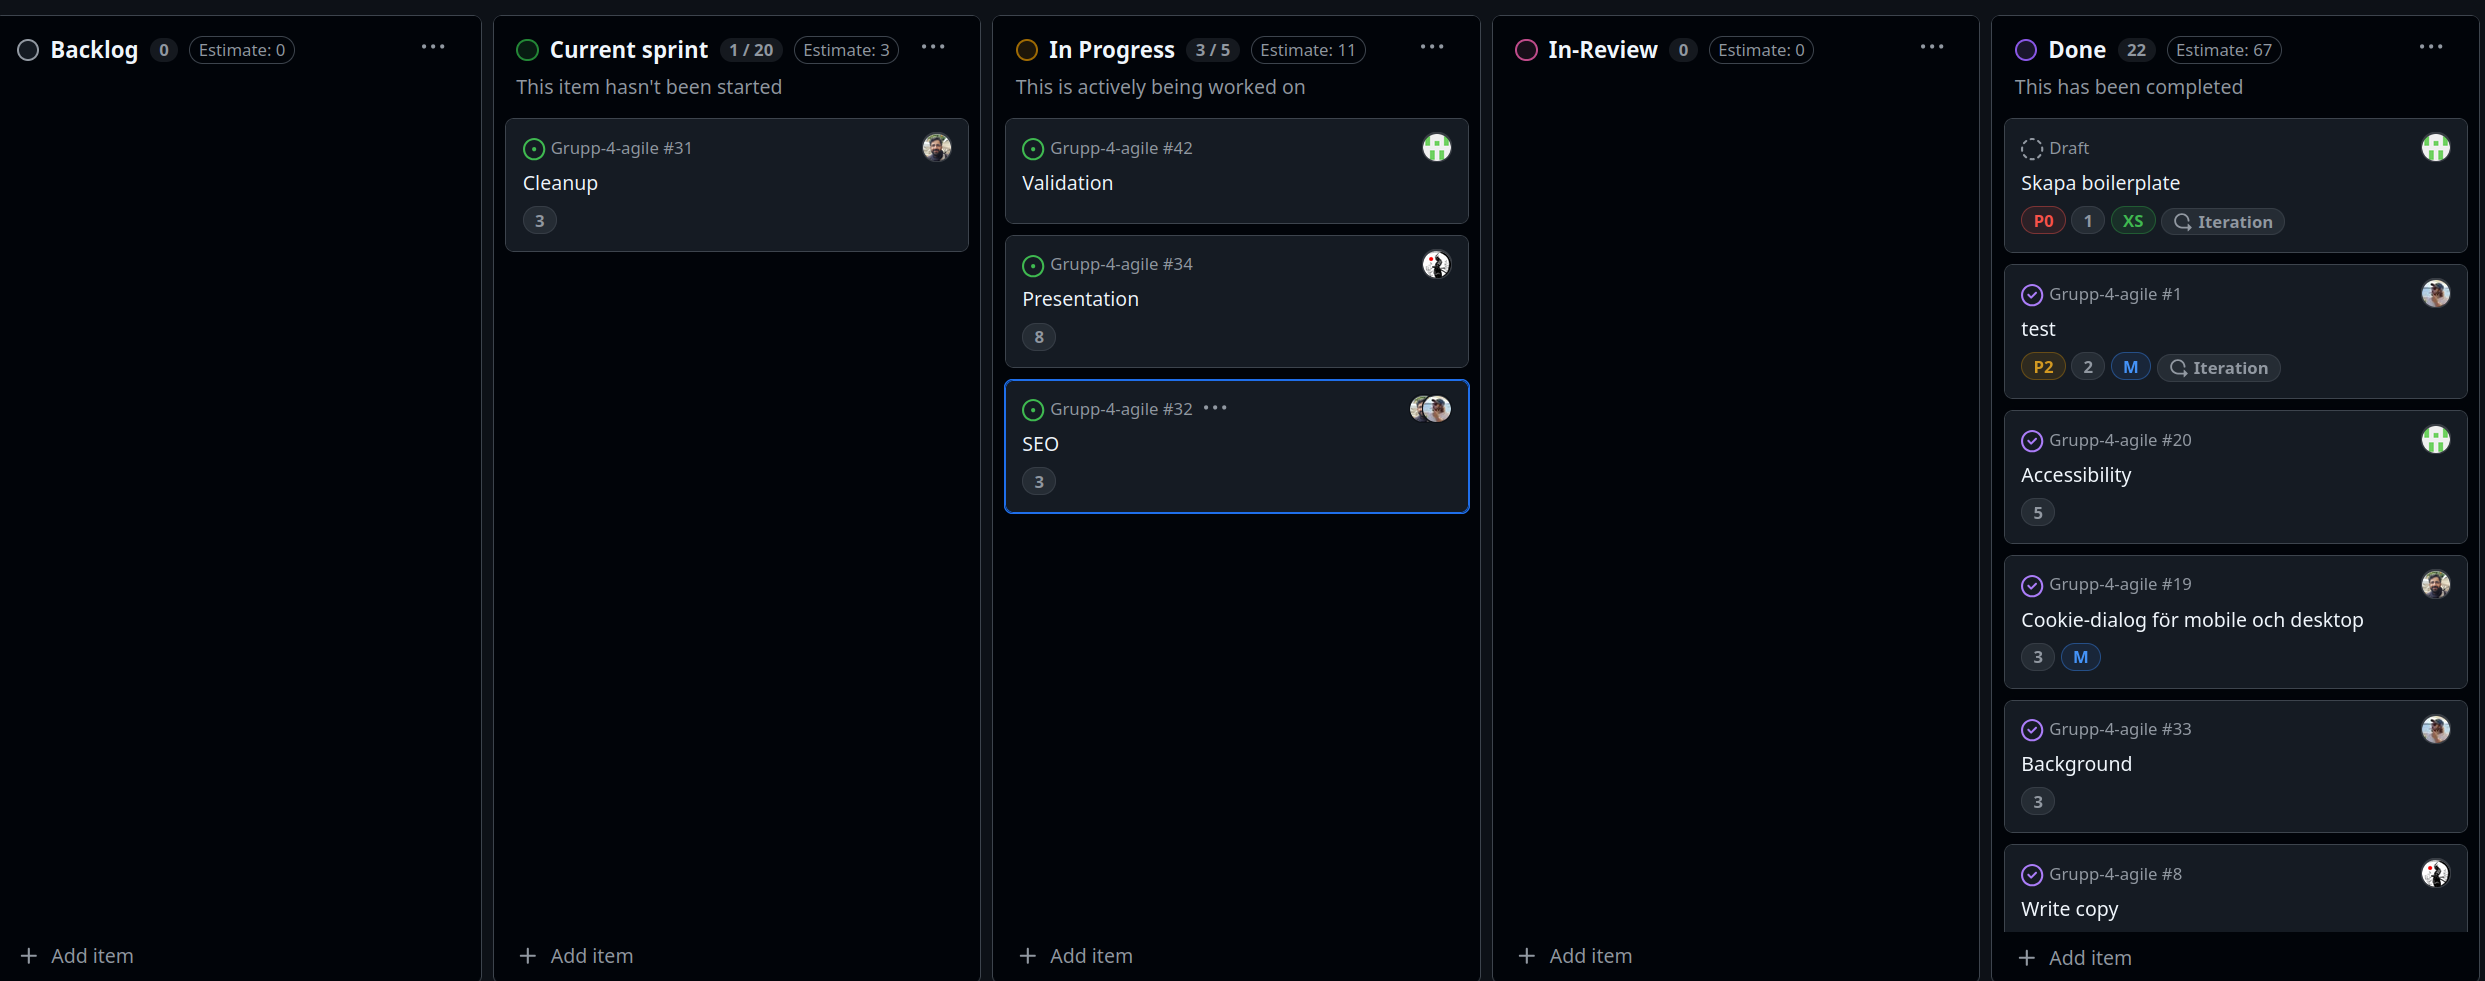 Backlog 0 Estimate: 0
Current sprint 1 / 20 Estimate: 3
This item hasn't been started
Grupp-4-agile #31
Cleanup
3
In Progress 3 / 5 Estimate: 11
This is actively being worked on
Grupp-4-agile #42
Validation
Grupp-4-agile #34
Presentation
8
Grupp-4-agile #32
SEO
3
In-Review 0 Estimate: 0
Done 22 Estimate: 67
This has been completed
Draft
Skapa boilerplate
P0 1 XS Iteration
Grupp-4-agile #1
test
P2 2 M Iteration
Grupp-4-agile #20
Accessibility
5
Grupp-4-agile #19
Cookie-dialog för mobile och desktop
3 M
Grupp-4-agile #33
Background
3
Grupp-4-agile #8
Write copy
+ Add item
+ Add item
+ Add item
+ Add item
+ Add item